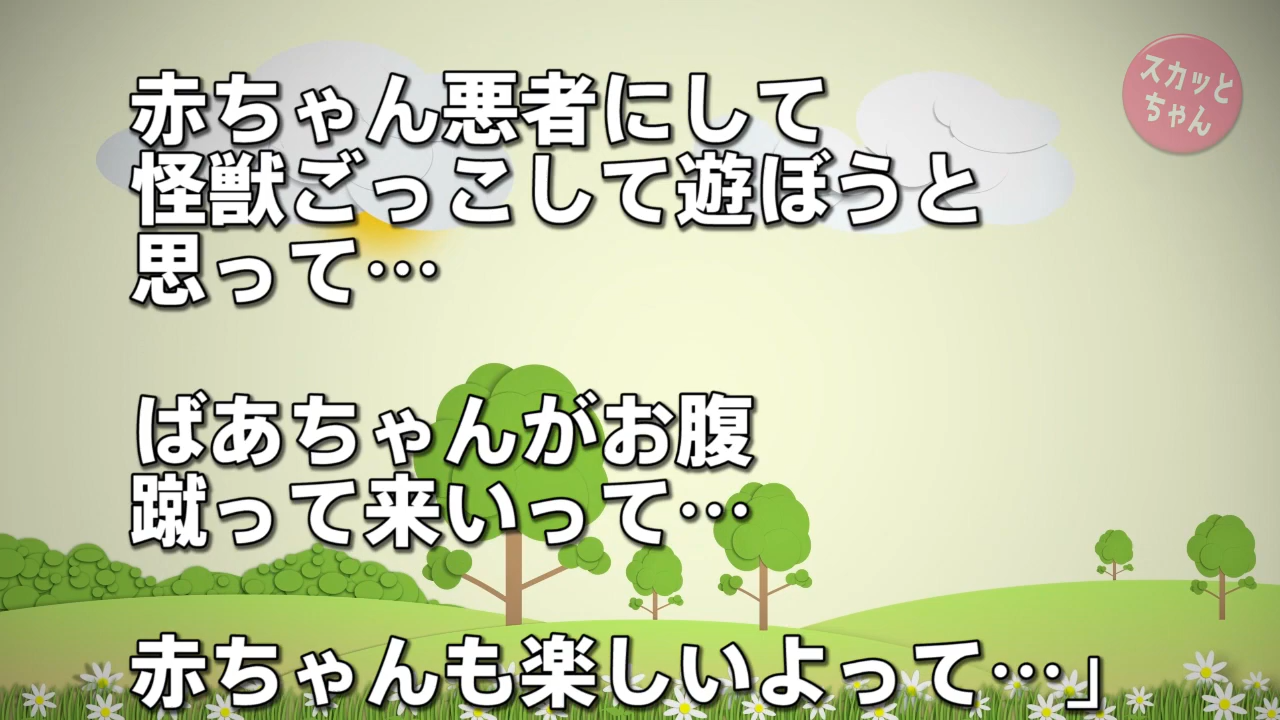 スカッと
ちゃん
赤ちゃん悪者にして
怪獣ごっこして遊ぼうと
思って…
ばあちゃんがお腹
蹴って来いって…
赤ちゃんも楽しいよって…」